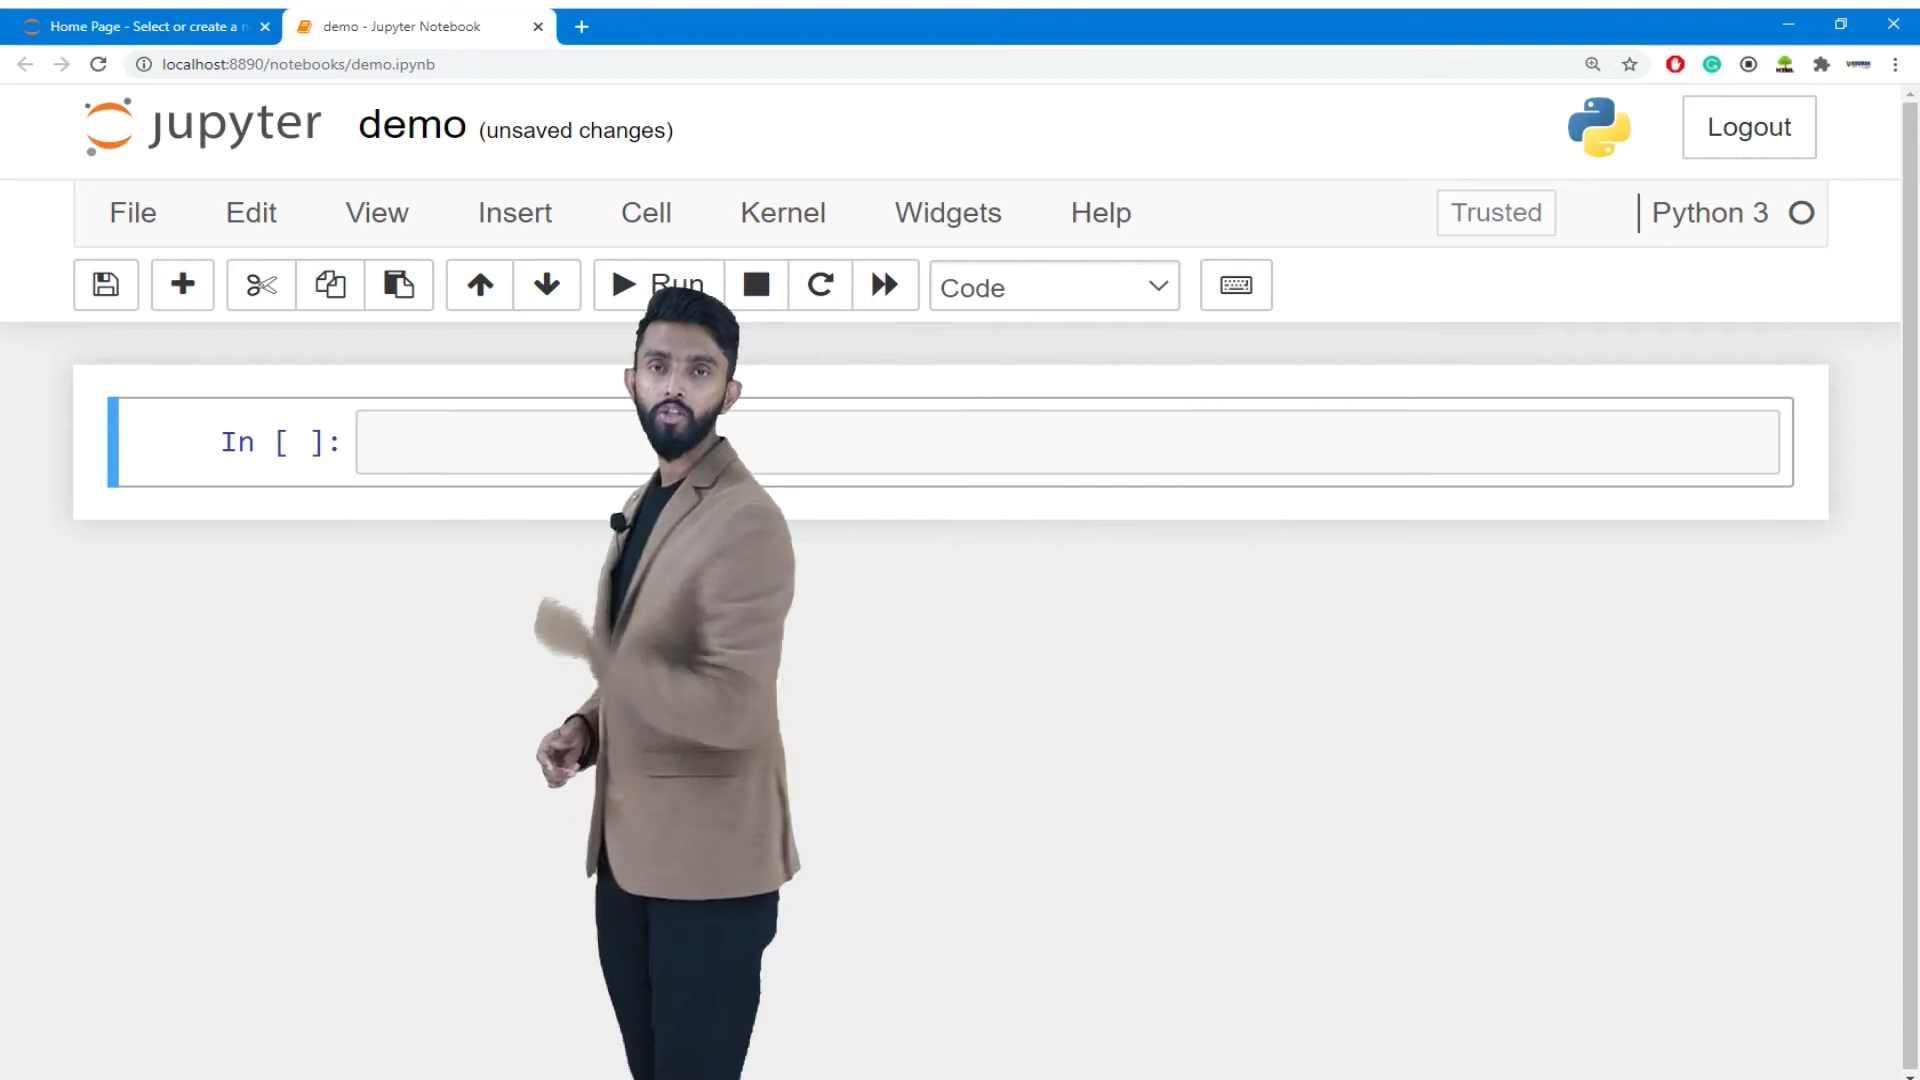 Home Page - Select or create a n
demo - Jupyter Notebook
localhost:8890/notebooks/demo.ipynb
jupyter demo (unsaved changes)
Logout
File Edit View Insert Cell Kernel Widgets Help Trusted Python 3
Run Code
In [ ]: